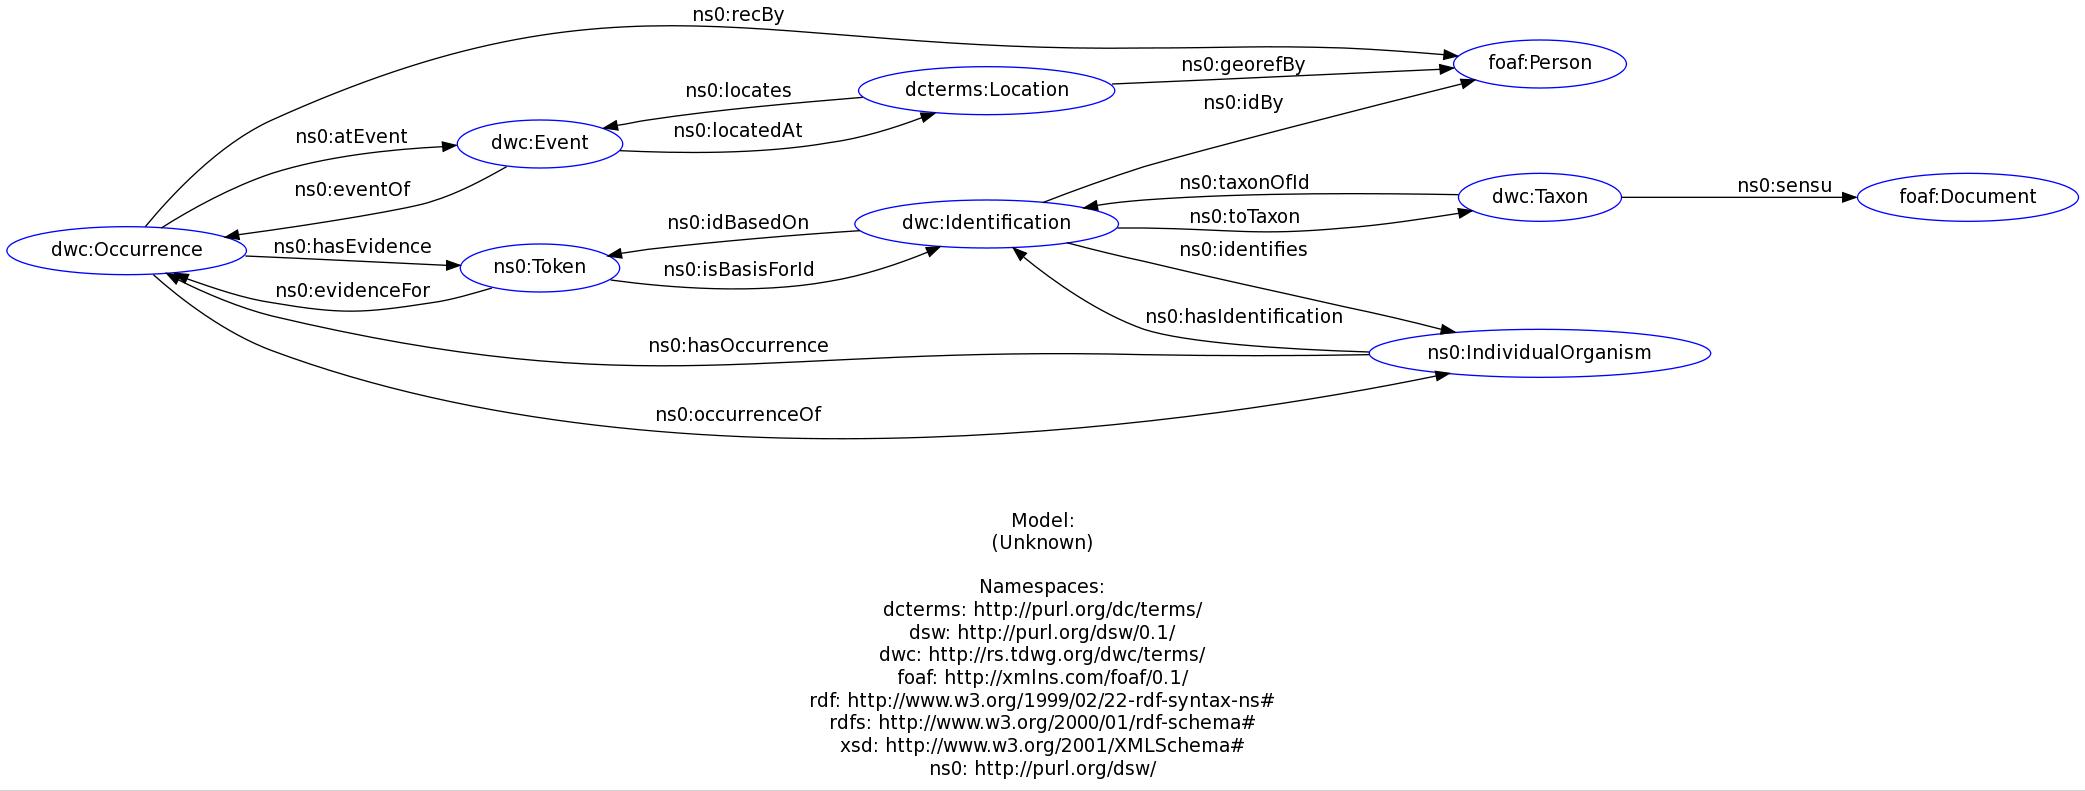 ns0:recBy
foaf:Person
ns0:georefBy
ns0:locates
dcterms:Location
ns0:idBy
ns0:atEvent
ns0:locatedAt
dwc:Event
ns0:eventOf
ns0:taxonOfId
dwc:Taxon
ns0:sensu
foaf:Document
ns0:idBasedOn
dwc:Identification
ns0:toTaxon
dwc:Occurrence
ns0:hasEvidence
ns0:identifies
ns0:Token
ns0:isBasisForId
ns0:evidenceFor
ns0:hasIdentification
ns0:hasOccurrence
ns0:IndividualOrganism
ns0:occurrenceOf
Model:
(Unknown)
Namespaces:
dcterms: http://purl.org/dc/terms/
dsw: http://purl.org/dsw/0.1/
dwc: http://rs.tdwg.org/dwc/terms/
foaf: http://xmlns.com/foaf/0.1/
rdf: http://www.w3.org/1999/02/22-rdf-syntax-ns#
rdfs: http://www.w3.org/2000/01/rdf-schema#
xsd: http://www.w3.org/2001/XMLSchema#
ns0: http://purl.org/dsw/